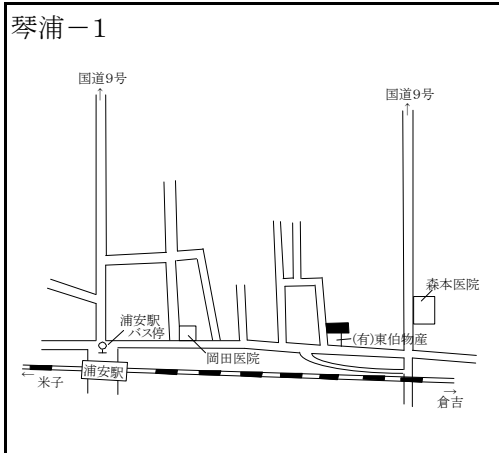 琴浦－1
国道9号
↑
国道9号
↑
森本医院
浦安駅
バス停
(有)東伯物産
岡田医院
浦安駅
←
米子
→
倉吉